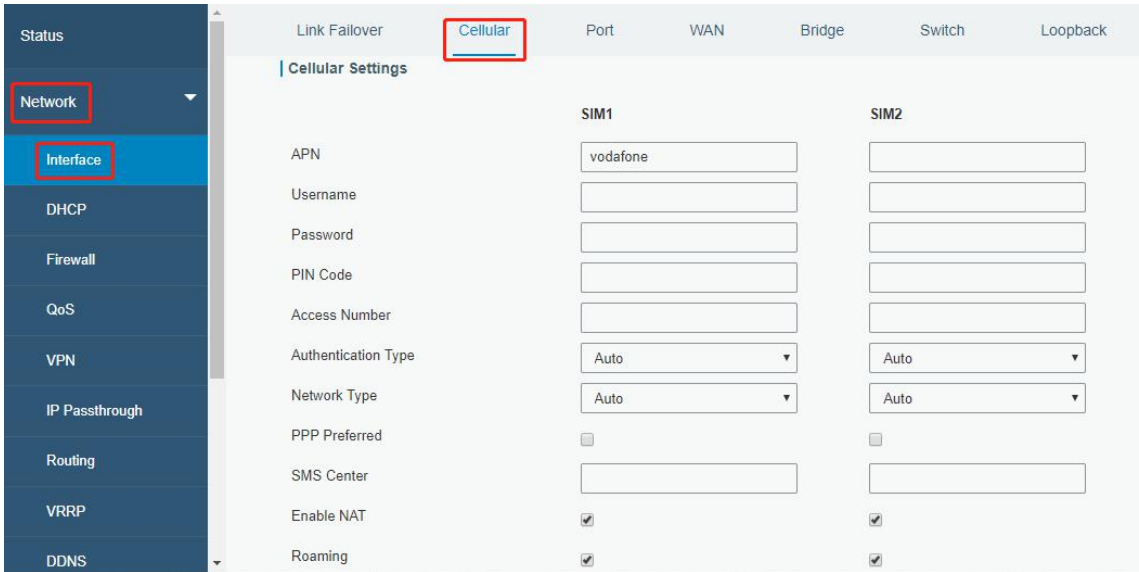 Status
Network
Interface
DHCP
Firewall
QoS
VPN
IP Passthrough
Routing
VRRP
DDNS
Link Failover Cellular Port WAN Bridge Switch Loopback
Cellular Settings
SIM1 SIM2
APN vodafone
Username
Password
PIN Code
Access Number
Authentication Type Auto Auto
Network Type Auto Auto
PPP Preferred
SMS Center
Enable NAT
Roaming